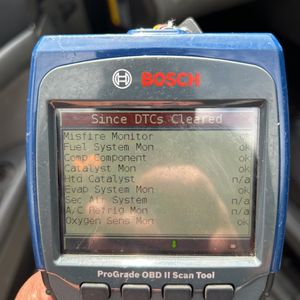 BOSCH
Since DTCs Cleared
Misfire Monitor ok
Fuel System Mon ok
Comp Component ok
Catalyst Mon ok
Htd Catalyst n/a
Evap System Mon ok
Sec Air System n/a
A/C Refrig Mon n/a
Oxygen Sens Mon ok
ProGrade OBD II Scan Tool